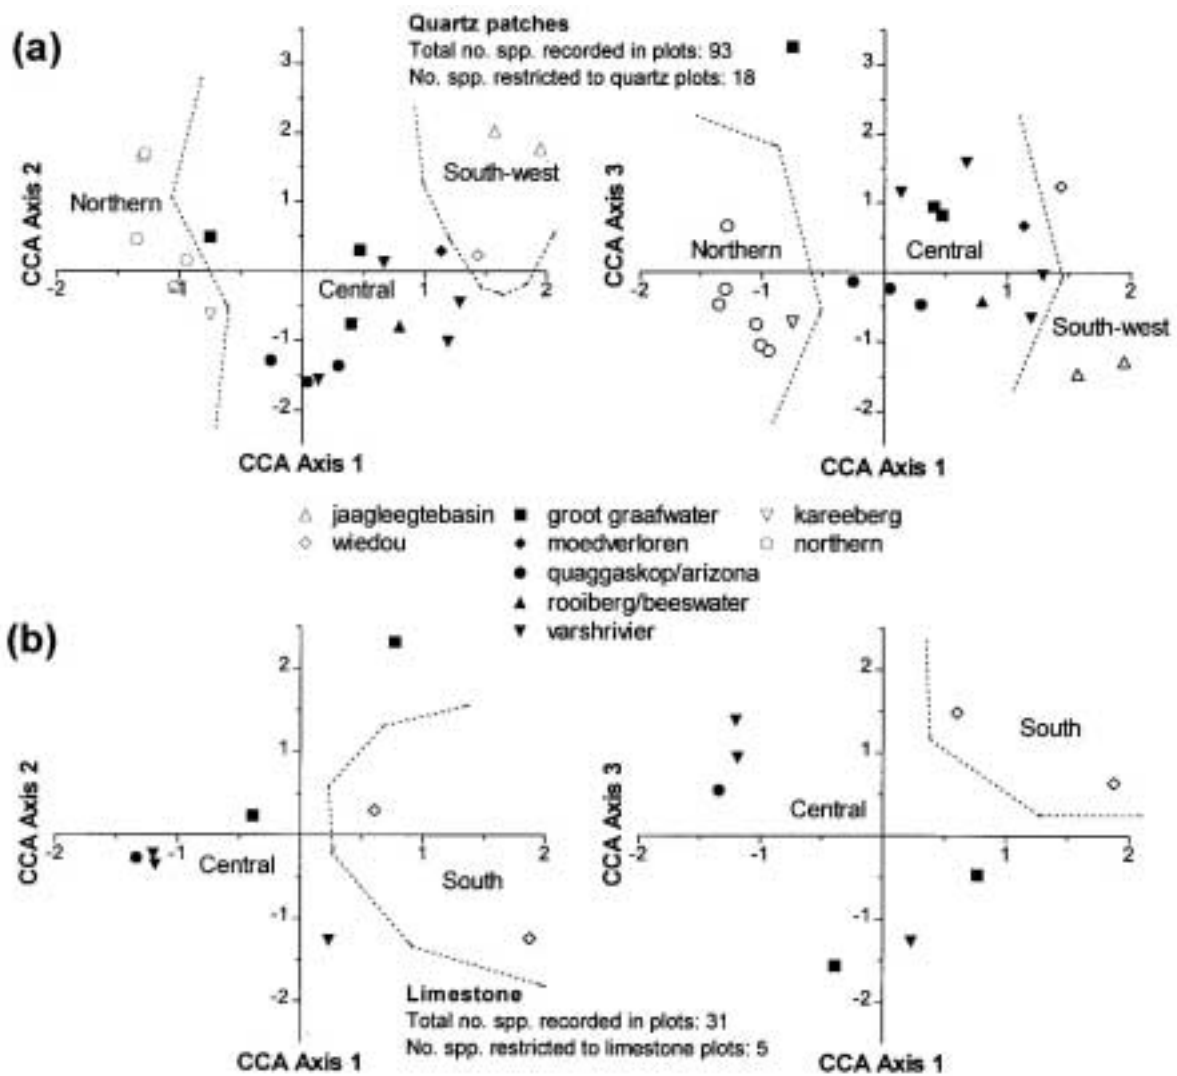 (a)
Quartz patches
Total no. spp. recorded in plots: 93
No. spp. restricted to quartz plots: 18
CCA Axis 2
3
2
1
-1
-2
-2
-1
1
2
Northern
Central
South-west
CCA Axis 1
CCA Axis 3
3
2
1
-1
-2
-2
-1
1
2
Northern
Central
South-west
CCA Axis 1
jaagleegtebasin
groot graafwater
kareeberg
wiedou
moedverloren
northern
quaggaskop/arizona
rooiberg/beeswater
varshrivier
(b)
CCA Axis 2
2
1
-1
-2
-2
-1
1
2
Central
South
CCA Axis 1
CCA Axis 3
2
1
-1
-2
-2
-1
1
2
Central
South
CCA Axis 1
Limestone
Total no. spp. recorded in plots: 31
No. spp. restricted to limestone plots: 5